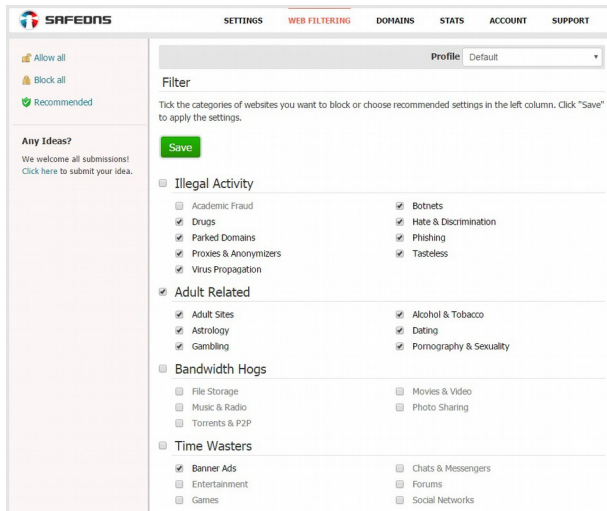 SAFEDNS
SETTINGS WEB FILTERING DOMAINS STATS ACCOUNT SUPPORT
Allow all
Block all
Recommended
Any Ideas?
We welcome all submissions!
Click here to submit your idea.
Profile Default
Filter
Tick the categories of websites you want to block or choose recommended settings in the left column. Click "Save"
to apply the settings.
Save
Illegal Activity
Academic Fraud Botnets
Drugs Hate & Discrimination
Parked Domains Phishing
Proxies & Anonymizers Tasteless
Virus Propagation
Adult Related
Adult Sites Alcohol & Tobacco
Astrology Dating
Gambling Pornography & Sexuality
Bandwidth Hogs
File Storage Movies & Video
Music & Radio Photo Sharing
Torrents & P2P
Time Wasters
Banner Ads Chats & Messengers
Entertainment Forums
Games Social Networks